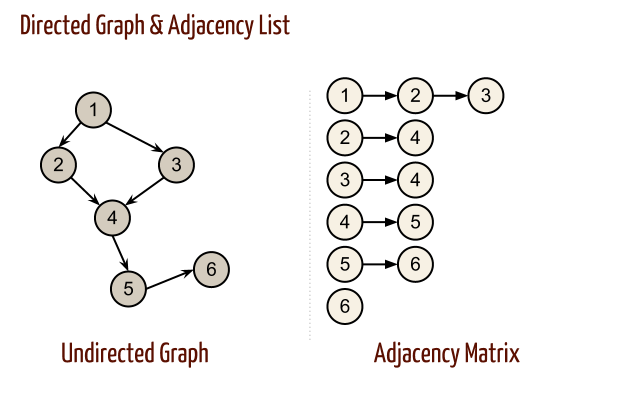 Directed Graph & Adjacency List
1
2
3
4
5
6
1 2 3
2 4
3 4
4 5
5 6
6
Undirected Graph
Adjacency Matrix